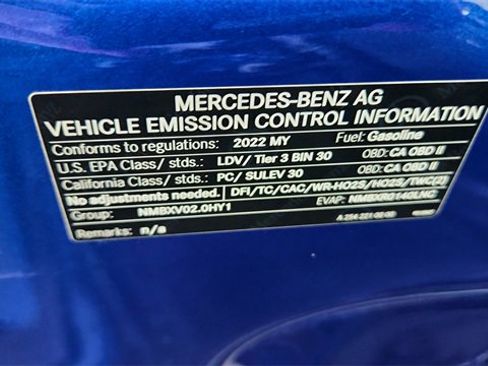 MERCEDES-BENZ AG
VEHICLE EMISSION CONTROL INFORMATION
Conforms to regulations: 2022 MY Fuel: Gasoline
U.S. EPA Class/ stds.: LDV/ Tier 3 BIN 30 OBD: CA OBD II
California Class/ stds.: PC/ SULEV 30 OBD: CA OBD II
No adjustments needed. DFI/TC/CAC/WR-HO2S/HO2S/TWC(2)
Group: NMBXV02.0HY1 EVAP: NMBXR0140LNC
Remarks: n/a